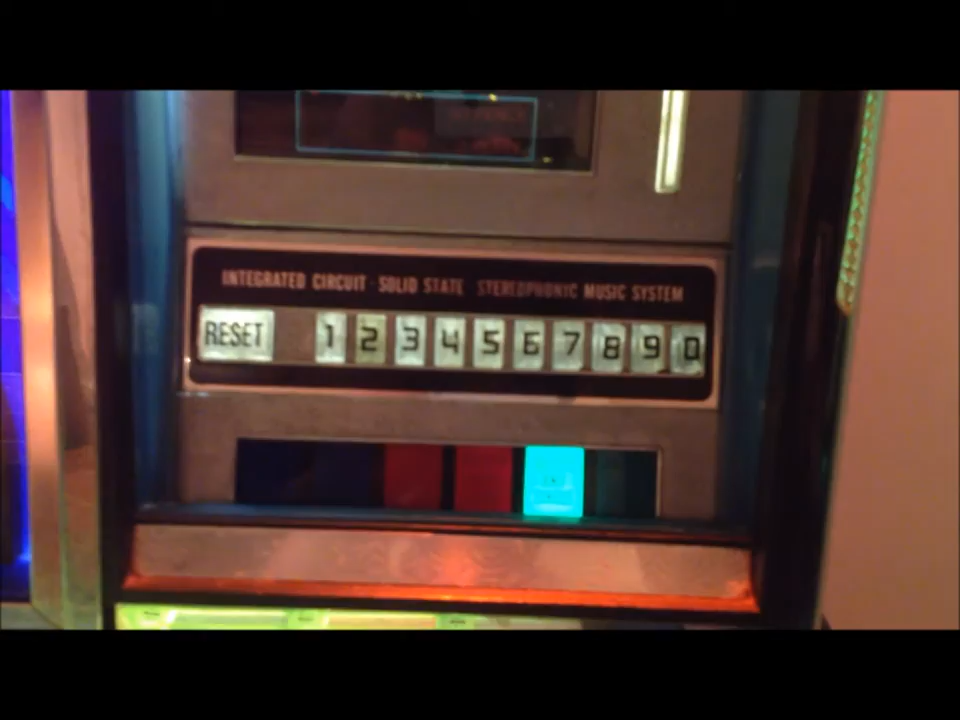 INTEGRATED CIRCUIT · SOLID STATE STEREOPHONIC MUSIC SYSTEM
RESET 1 2 3 4 5 6 7 8 9 0